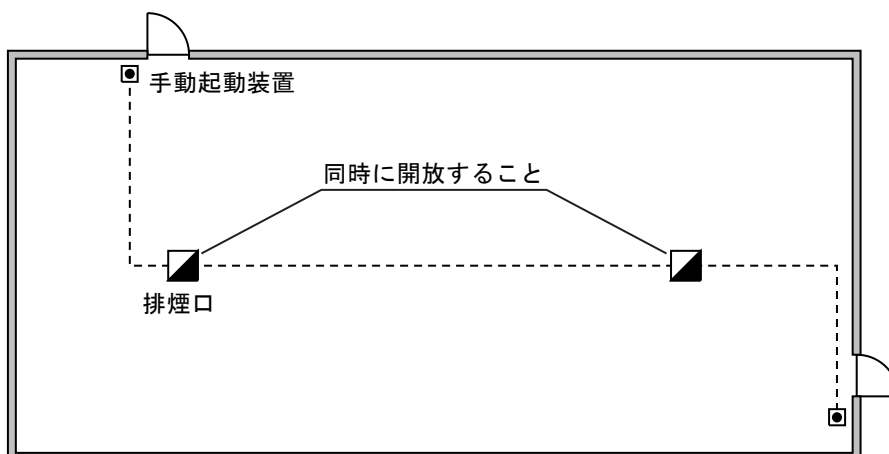 手動起動装置
同時に開放すること
排煙口